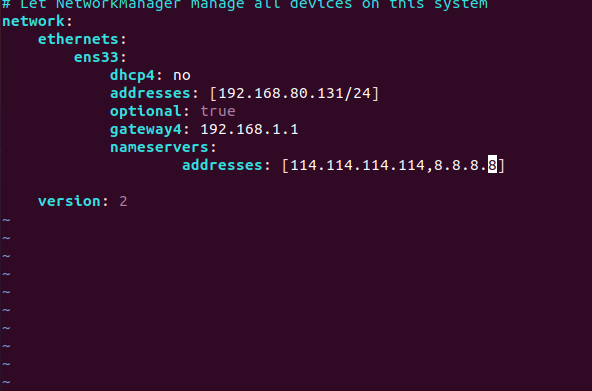 # Let NetworkManager manage all devices on this system
network:
    ethernets:
        ens33:
            dhcp4: no
            addresses: [192.168.80.131/24]
            optional: true
            gateway4: 192.168.1.1
            nameservers:
                    addresses: [114.114.114.114,8.8.8.8]
    version: 2
~
~
~
~
~
~
~
~
~
~